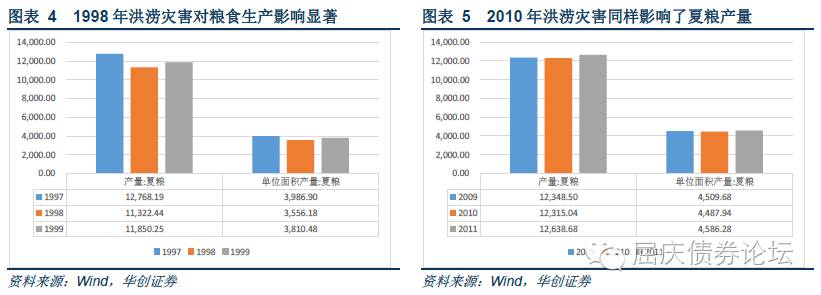 图表 4 1998 年洪涝灾害对粮食生产影响显著
14,000.00
12,000.00
10,000.00
8,000.00
6,000.00
4,000.00
2,000.00
0.00
产量:夏粮 单位面积产量:夏粮
1997 12,768.19 3,986.90
1998 11,322.44 3,556.18
1999 11,850.25 3,810.48
1997 1998 1999
资料来源：Wind，华创证券
图表 5 2010 年洪涝灾害同样影响了夏粮产量
14,000.00
12,000.00
10,000.00
8,000.00
6,000.00
4,000.00
2,000.00
0.00
产量:夏粮 单位面积产量:夏粮
2009 12,348.50 4,509.68
2010 12,315.04 4,487.94
2011 12,638.68 4,586.28
屈庆债券论坛
资料来源：Wind，华创证券